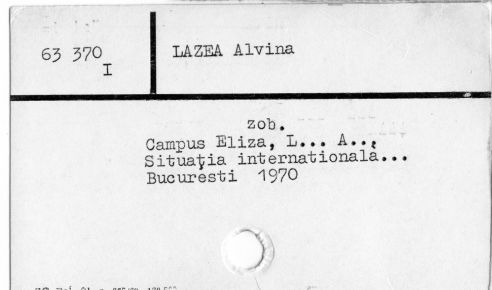 63 370
I
LAZEA Alvina
zob.
Campus Eliza, L... A..,
Situaţia internationala...
Bucuresti 1970